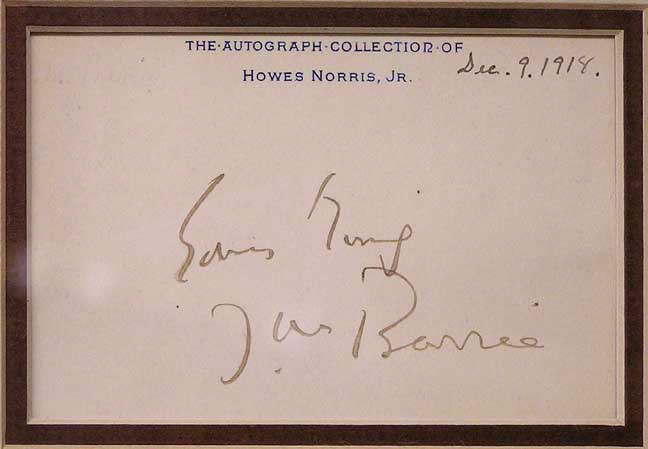 THE·AUTOGRAPH·COLLECTION·OF
HOWES NORRIS, JR.
Dec. 9. 1918.
J. M. Barrie